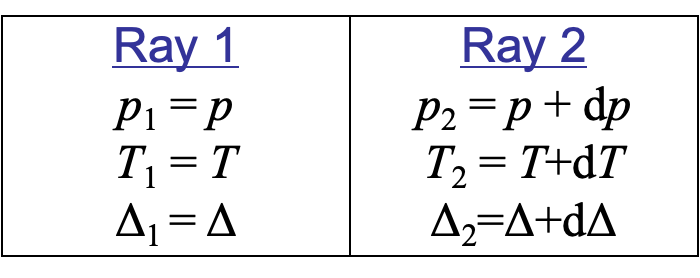 Ray 1
p₁ = p
T₁ = T
Δ₁ = Δ
Ray 2
p₂ = p + dp
T₂ = T+dT
Δ₂=Δ+dΔ